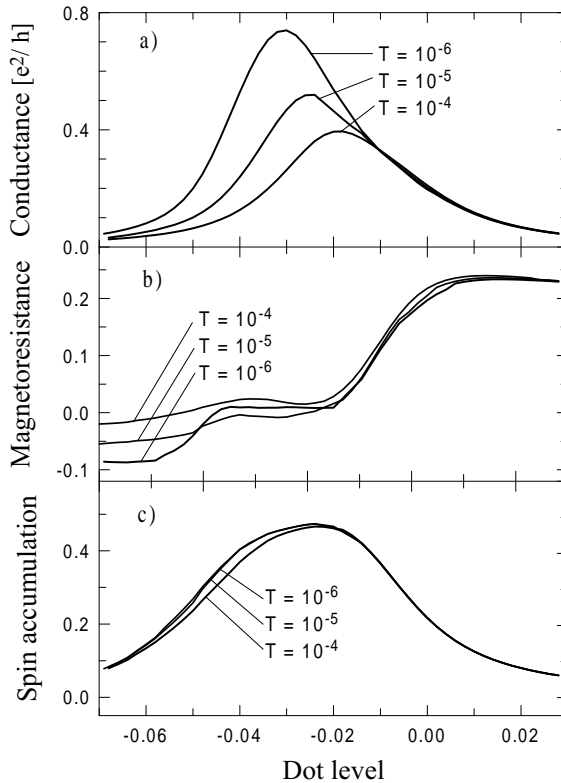 0.8
a)
T = 10-6
T = 10-5
T = 10-4
0.4
0.0
Conductance [e2/ h]
b)
0.2
T = 10-4
T = 10-5
T = 10-6
0.1
0.0
-0.1
Magnetoresistance
c)
0.4
T = 10-6
T = 10-5
T = 10-4
0.2
0.0
Spin accumulation
-0.06 -0.04 -0.02 0.00 0.02
Dot level